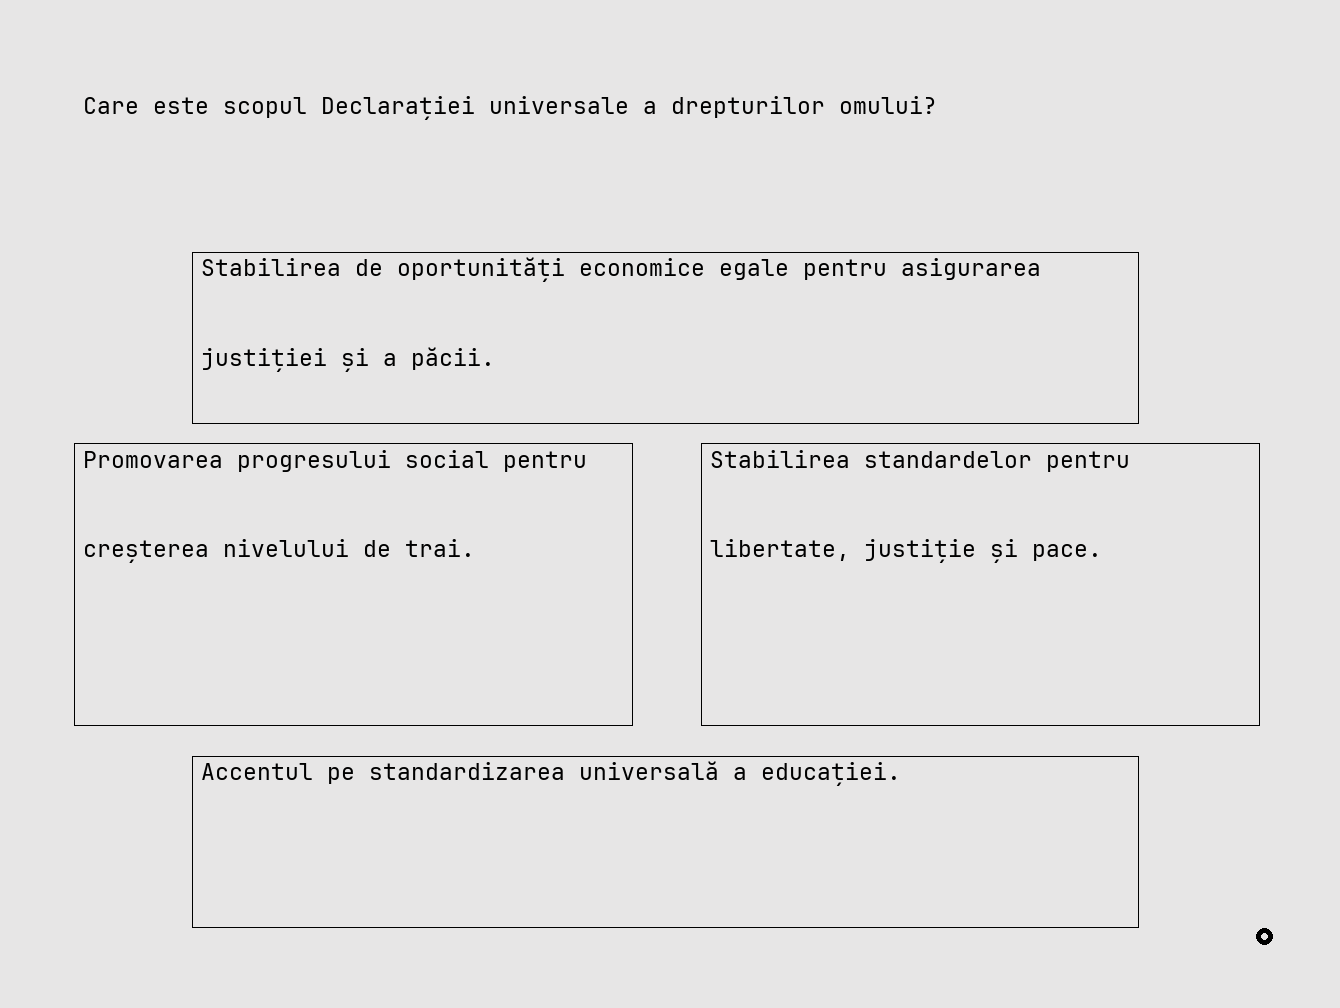 Care este scopul Declarației universale a drepturilor omului?
Stabilirea de oportunități economice egale pentru asigurarea
justiției și a păcii.
Promovarea progresului social pentru
creșterea nivelului de trai.
Stabilirea standardelor pentru
libertate, justiție și pace.
Accentul pe standardizarea universală a educației.